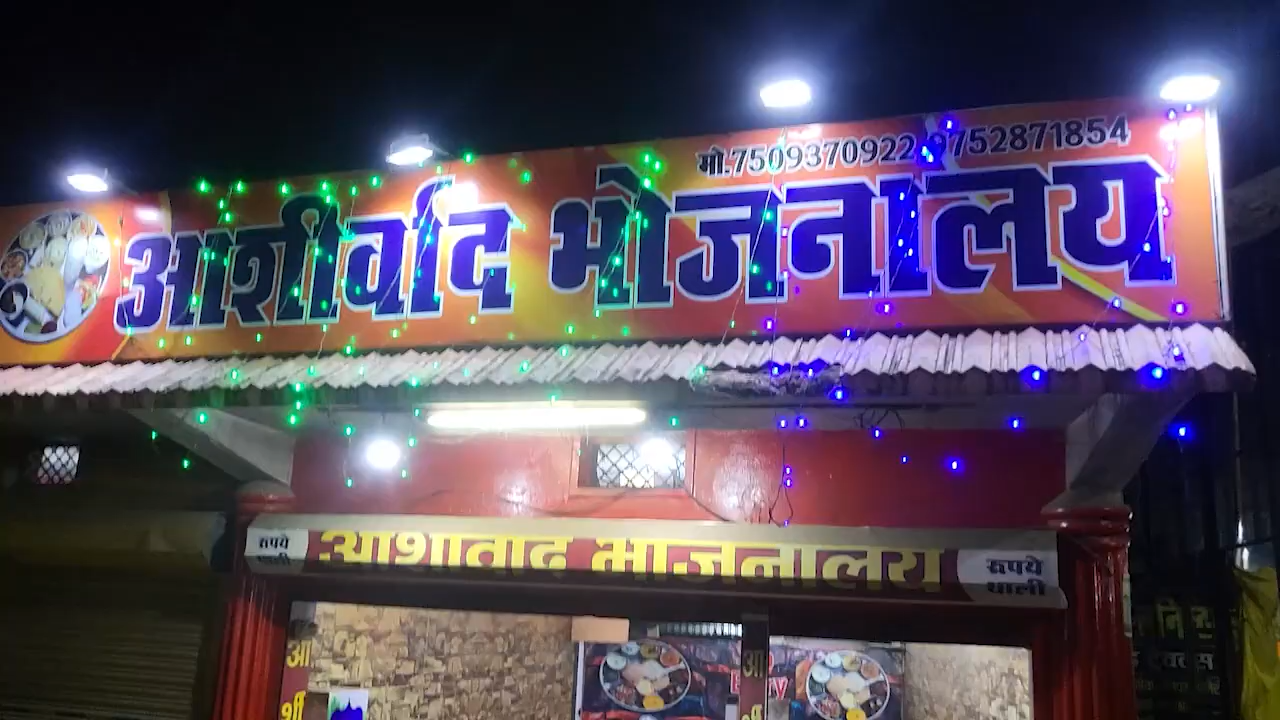 मो.7509370922, 9752871854
आशीर्वाद भोजनालय
रुपये
थाली
आशीर्वाद भोजनालय
रुपये
थाली
आ
र्शी
आ